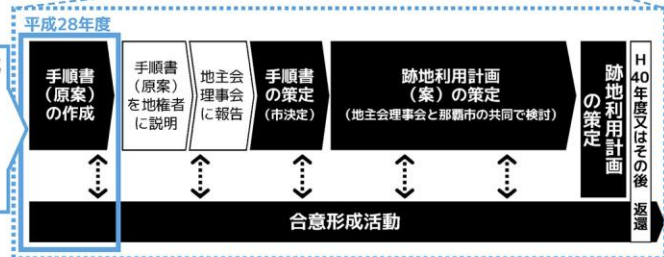 平成28年度
手順書
(原案)
の作成
手順書
(原案)
を地権者
に説明
地主会
理事会
に報告
手順書
の策定
(市決定)
跡地利用計画
(案)の策定
(地主会理事会と那覇市の共同で検討)
跡地利用計画
の策定
H40年度又はその後 返還
合意形成活動